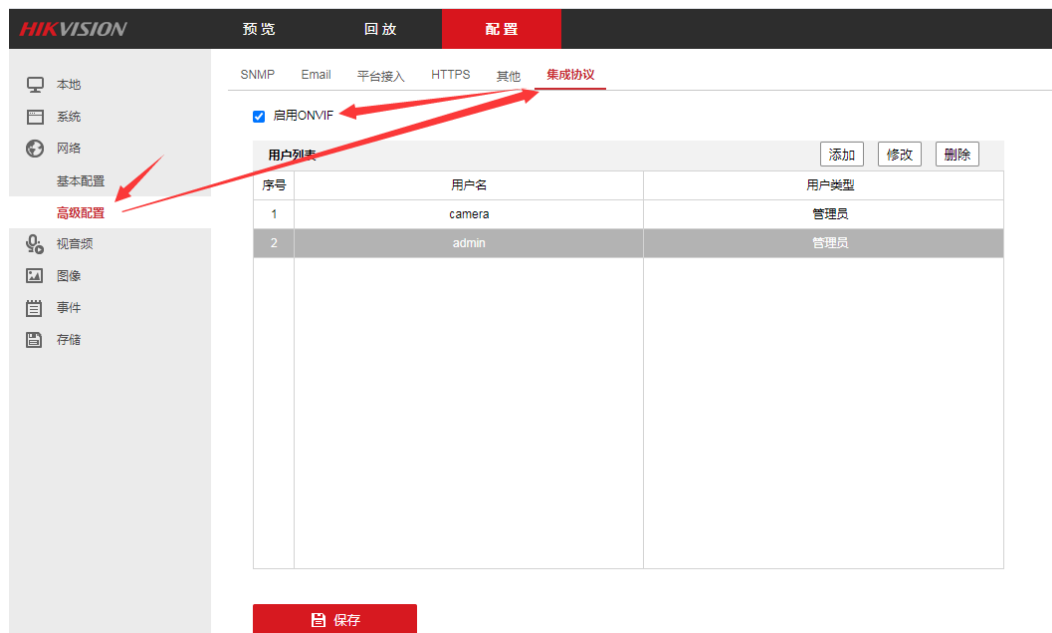 HIKVISION 预览 回放 配置
SNMP Email 平台接入 HTTPS 其他 集成协议
本地
系统
网络
基本配置
高级配置
视音频
图像
事件
存储
启用ONVIF
用户列表 添加 修改 删除
序号 用户名 用户类型
1 camera 管理员
2 admin 管理员
保存